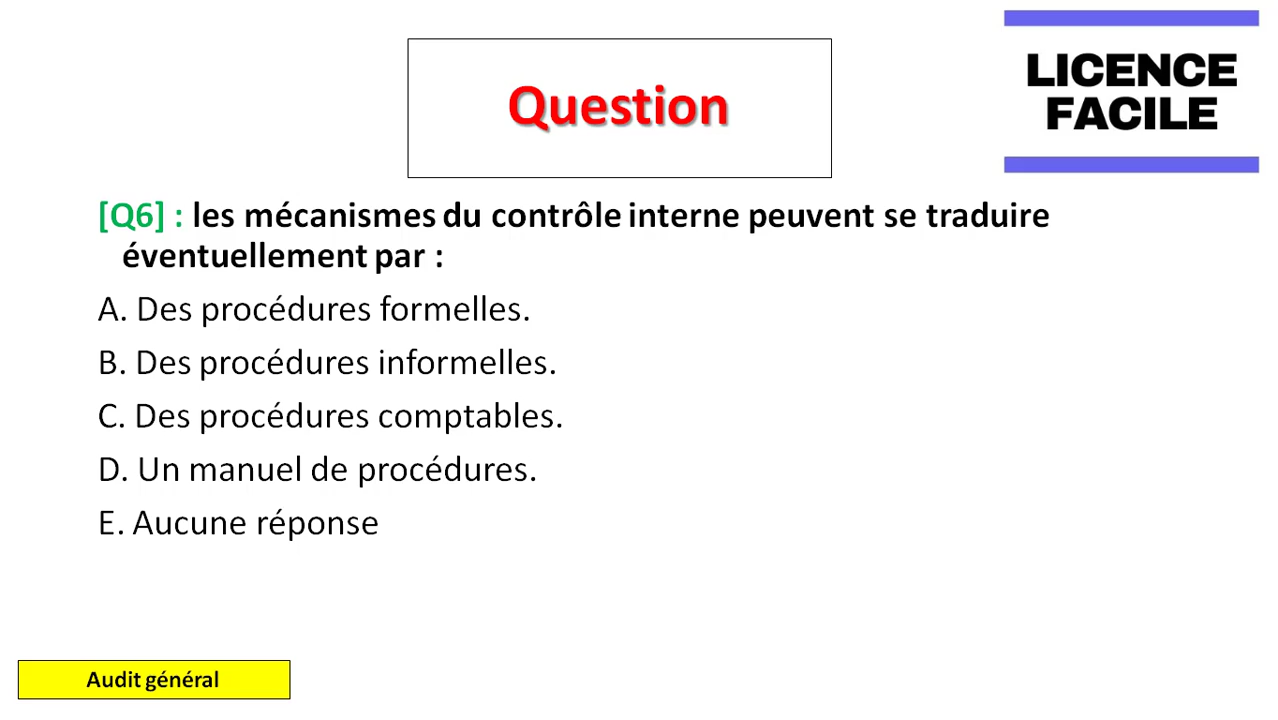 Question
LICENCE
FACILE
[Q6] : les mécanismes du contrôle interne peuvent se traduire
éventuellement par :
A. Des procédures formelles.
B. Des procédures informelles.
C. Des procédures comptables.
D. Un manuel de procédures.
E. Aucune réponse
Audit général